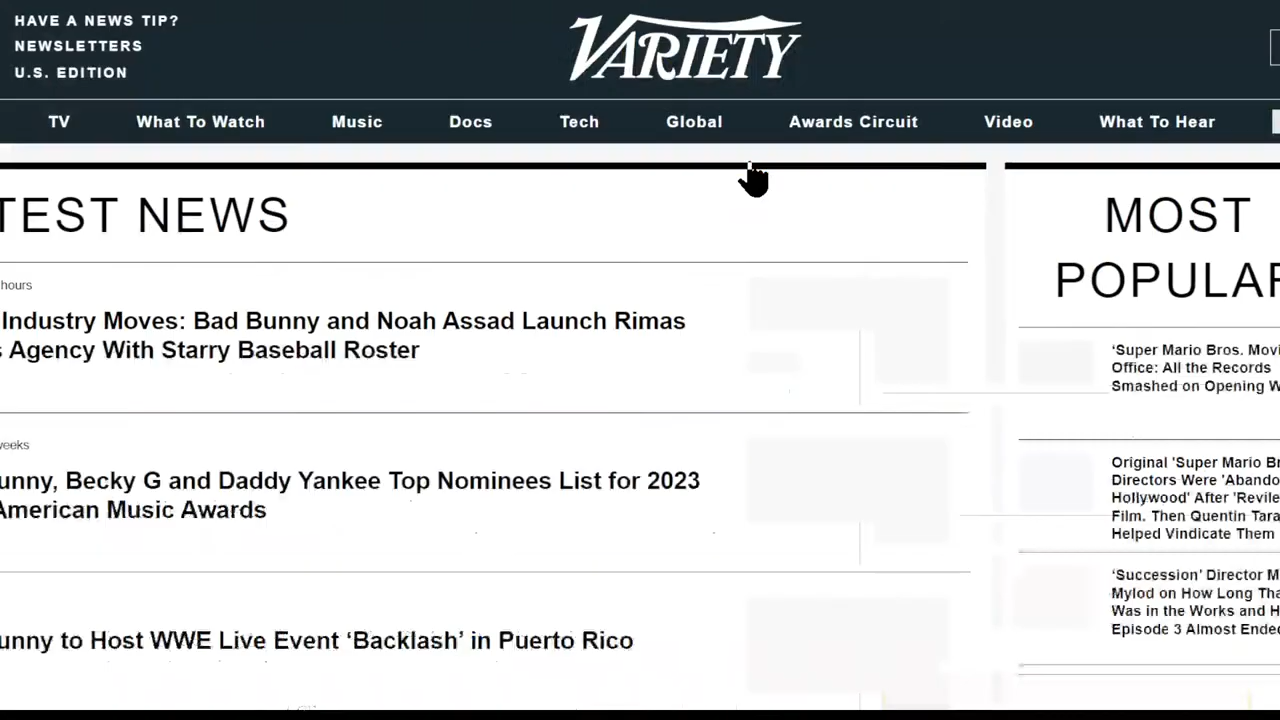 HAVE A NEWS TIP?
NEWSLETTERS
U.S. EDITION
VARIETY
TV What To Watch Music Docs Tech Global Awards Circuit Video What To Hear
TEST NEWS
hours
Industry Moves: Bad Bunny and Noah Assad Launch Rimas
s Agency With Starry Baseball Roster
weeks
unny, Becky G and Daddy Yankee Top Nominees List for 2023
American Music Awards
unny to Host WWE Live Event ‘Backlash’ in Puerto Rico
MOST
POPULAR
‘Super Mario Bros. Movi
Office: All the Records
Smashed on Opening W
Original 'Super Mario Br
Directors Were 'Abando
Hollywood' After 'Revile
Film. Then Quentin Tara
Helped Vindicate Them
‘Succession’ Director M
Mylod on How Long Tha
Was in the Works and H
Episode 3 Almost Ended